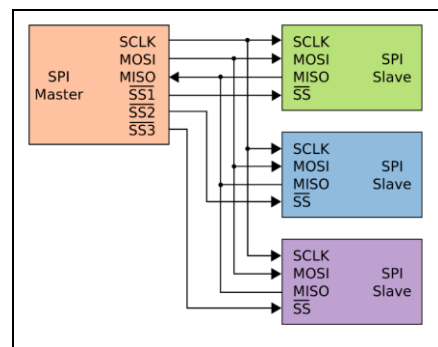 SPI
Master
SCLK
MOSI
MISO
SS1
SS2
SS3
SCLK
MOSI
MISO
SS
SPI
Slave
SCLK
MOSI
MISO
SS
SPI
Slave
SCLK
MOSI
MISO
SS
SPI
Slave